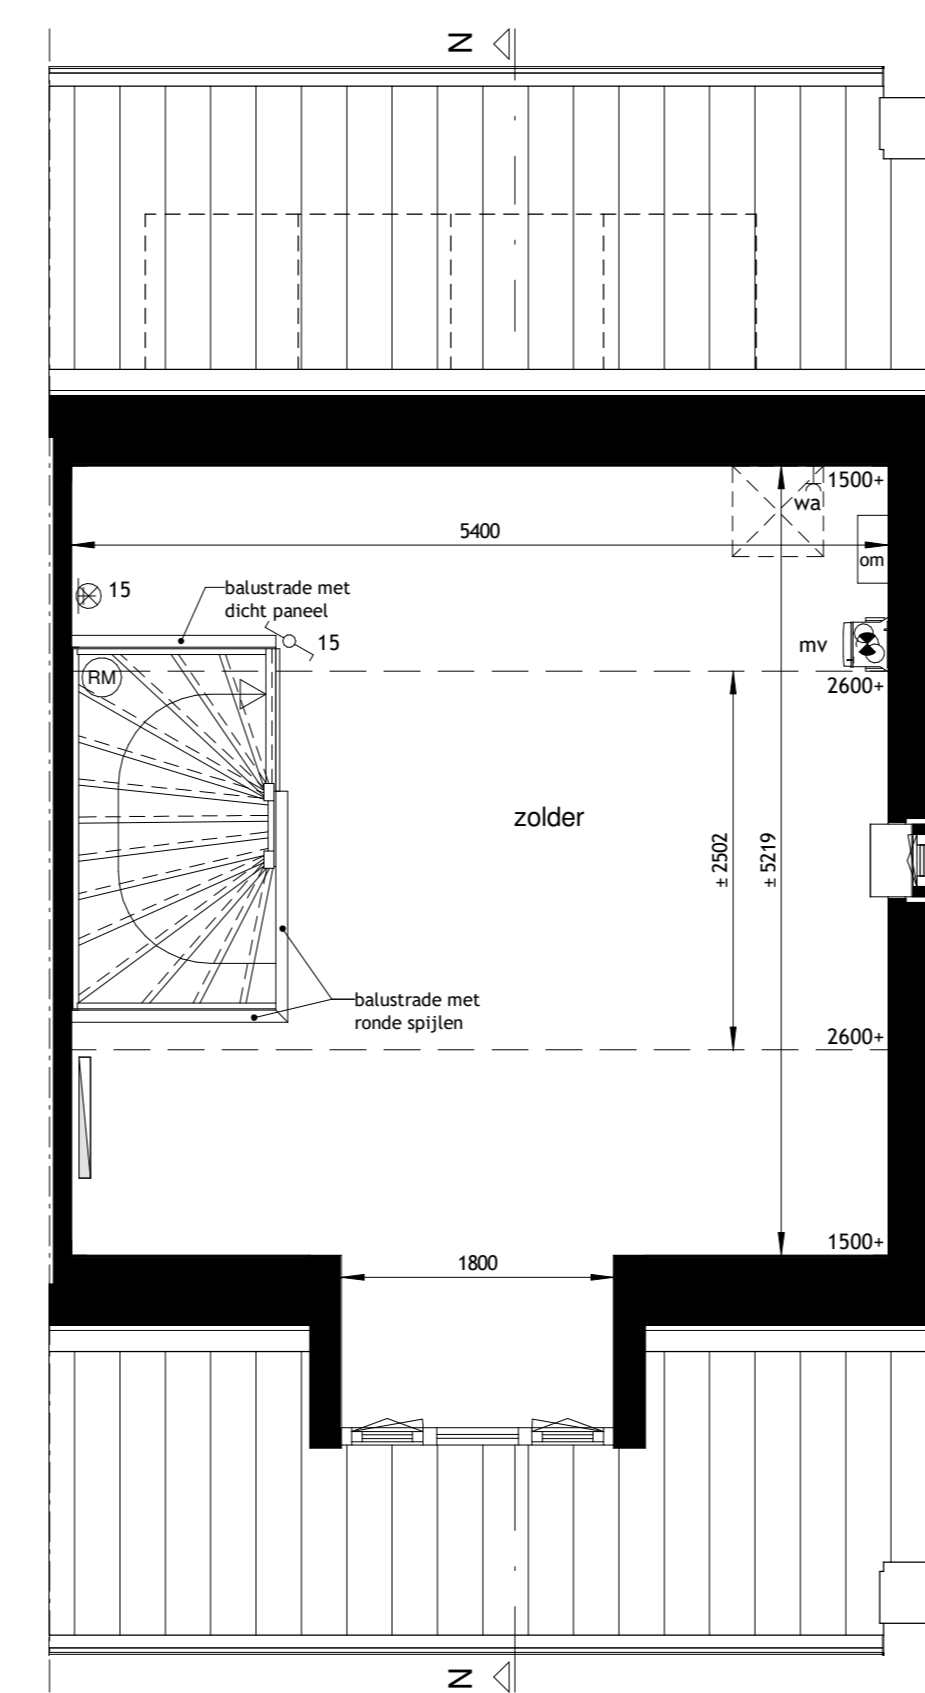 N
1500+
wa
5400
om
15
balustrade met
dicht paneel
15
mv
RM
2600+
zolder
± 2502
± 5219
balustrade met
ronde spijlen
2600+
1500+
1800
N